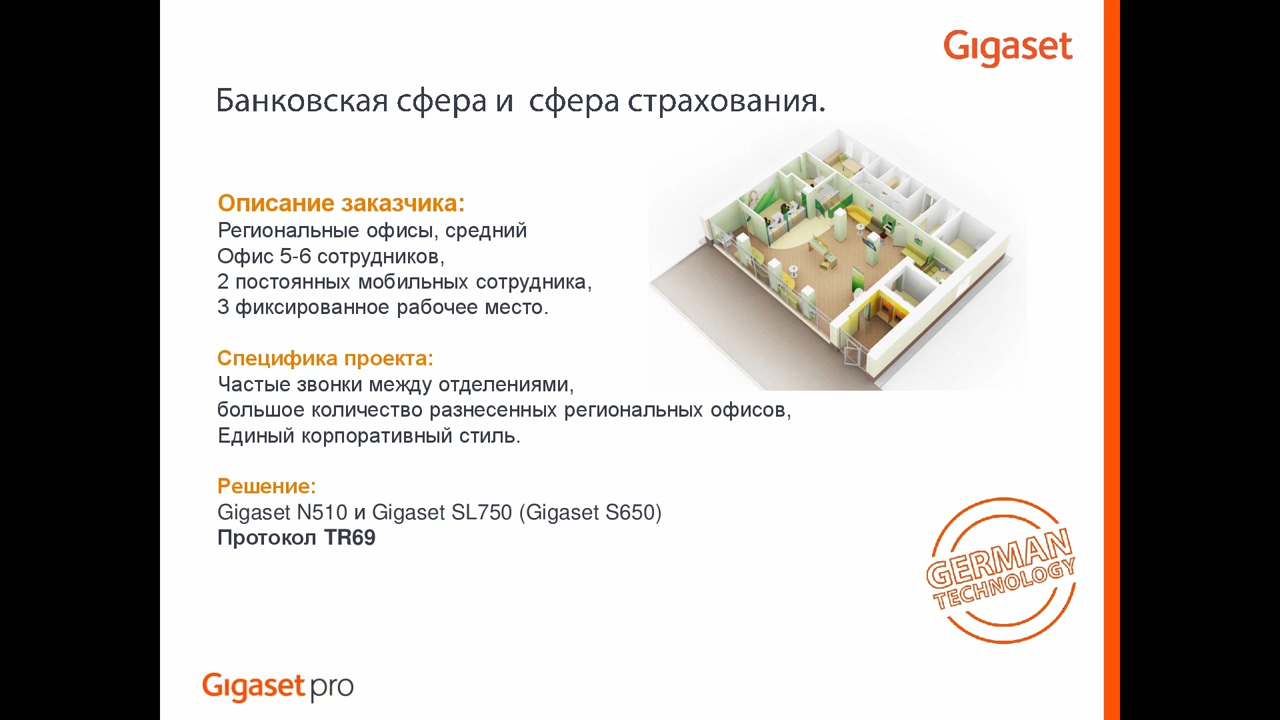 Gigaset
Банковская сфера и сфера страхования.
Описание заказчика:
Региональные офисы, средний
Офис 5-6 сотрудников,
2 постоянных мобильных сотрудника,
3 фиксированное рабочее место.
Специфика проекта:
Частые звонки между отделениями,
большое количество разнесенных региональных офисов,
Единый корпоративный стиль.
Решение:
Gigaset N510 и Gigaset SL750 (Gigaset S650)
Протокол TR69
GERMAN
TECHNOLOGY
Gigaset pro